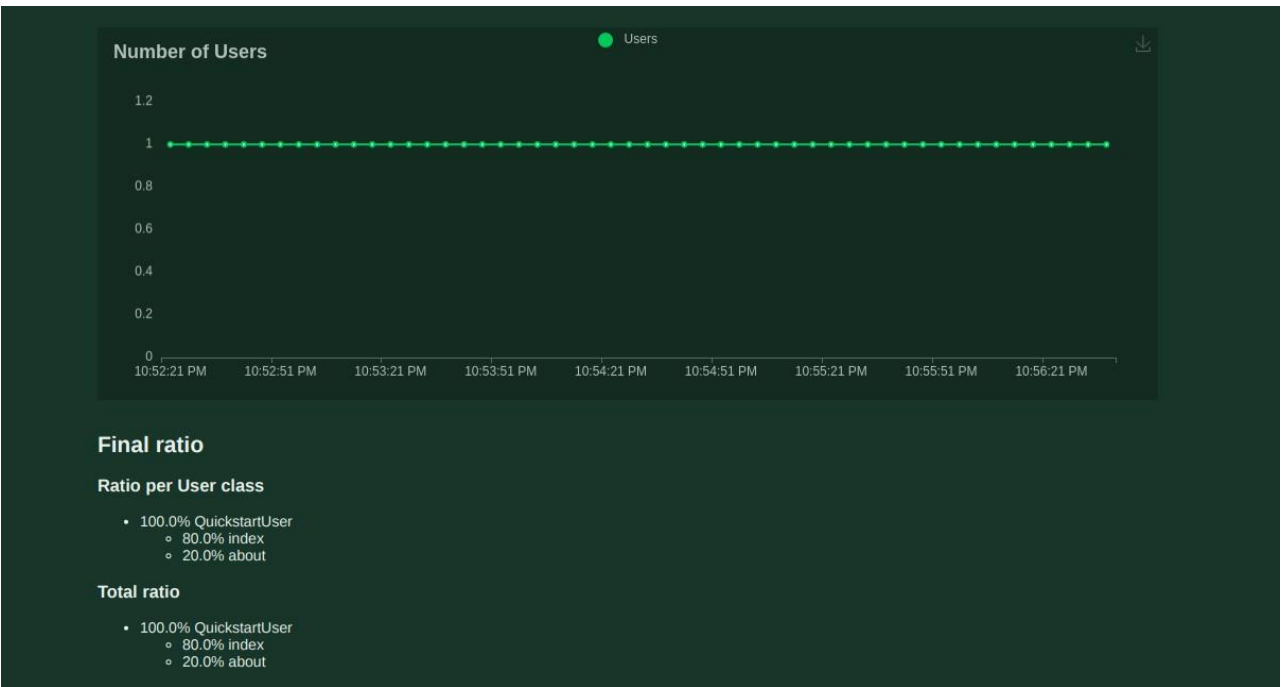 Number of Users
Users
1.2
1
0.8
0.6
0.4
0.2
0
10:52:21 PM 10:52:51 PM 10:53:21 PM 10:53:51 PM 10:54:21 PM 10:54:51 PM 10:55:21 PM 10:55:51 PM 10:56:21 PM
Final ratio
Ratio per User class
100.0% QuickstartUser
80.0% index
20.0% about
Total ratio
100.0% QuickstartUser
80.0% index
20.0% about